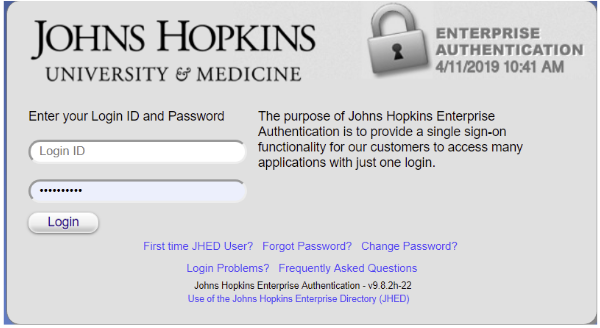 JOHNS HOPKINS
UNIVERSITY & MEDICINE
ENTERPRISE
AUTHENTICATION
4/11/2019 10:41 AM
Enter your Login ID and Password
Login ID
••••••••••
Login
The purpose of Johns Hopkins Enterprise
Authentication is to provide a single sign-on
functionality for our customers to access many
applications with just one login.
First time JHED User? Forgot Password? Change Password?
Login Problems? Frequently Asked Questions
Johns Hopkins Enterprise Authentication - v9.8.2h-22
Use of the Johns Hopkins Enterprise Directory (JHED)